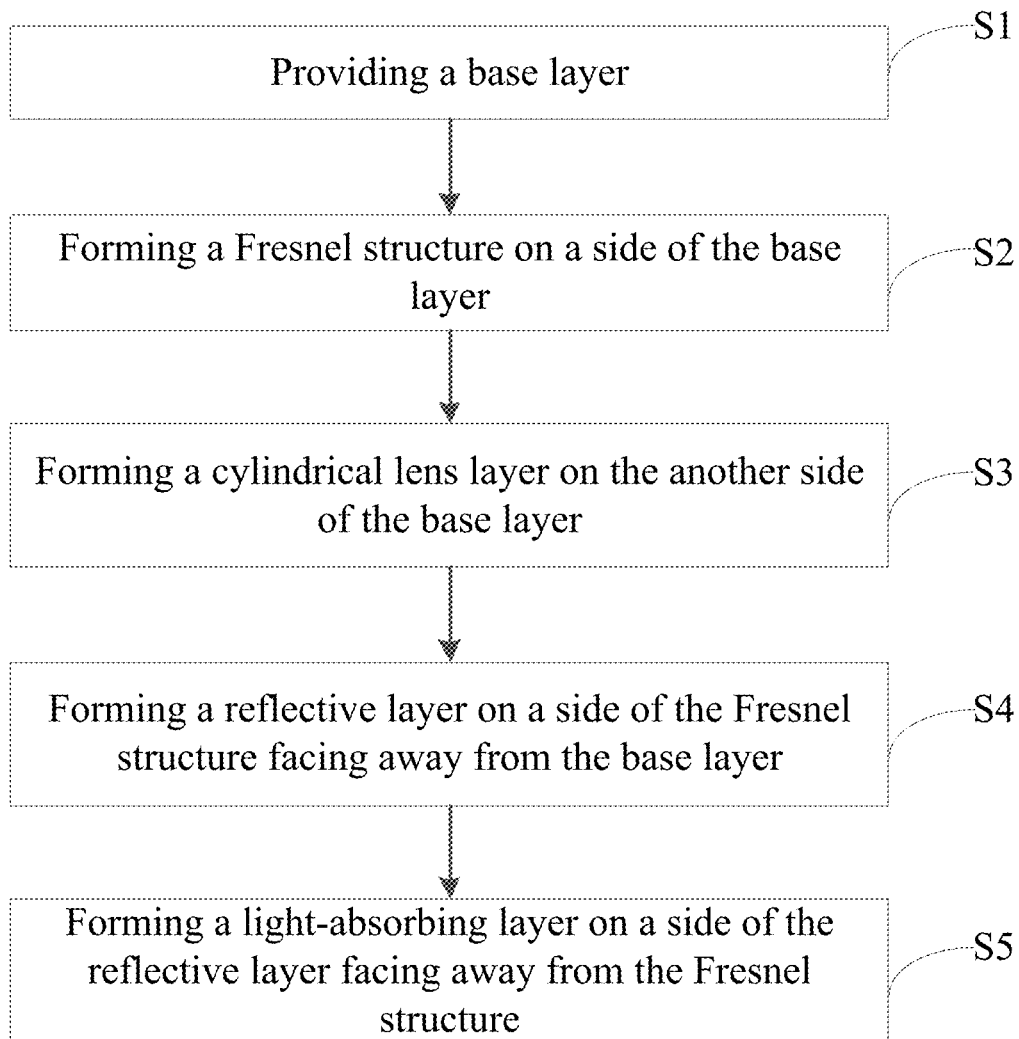 S1
Providing a base layer
Forming a Fresnel structure on a side of the base
layer
S2
Forming a cylindrical lens layer on the another side
of the base layer
S3
Forming a reflective layer on a side of the Fresnel
structure facing away from the base layer
S4
Forming a light-absorbing layer on a side of the
reflective layer facing away from the Fresnel
structure
S5